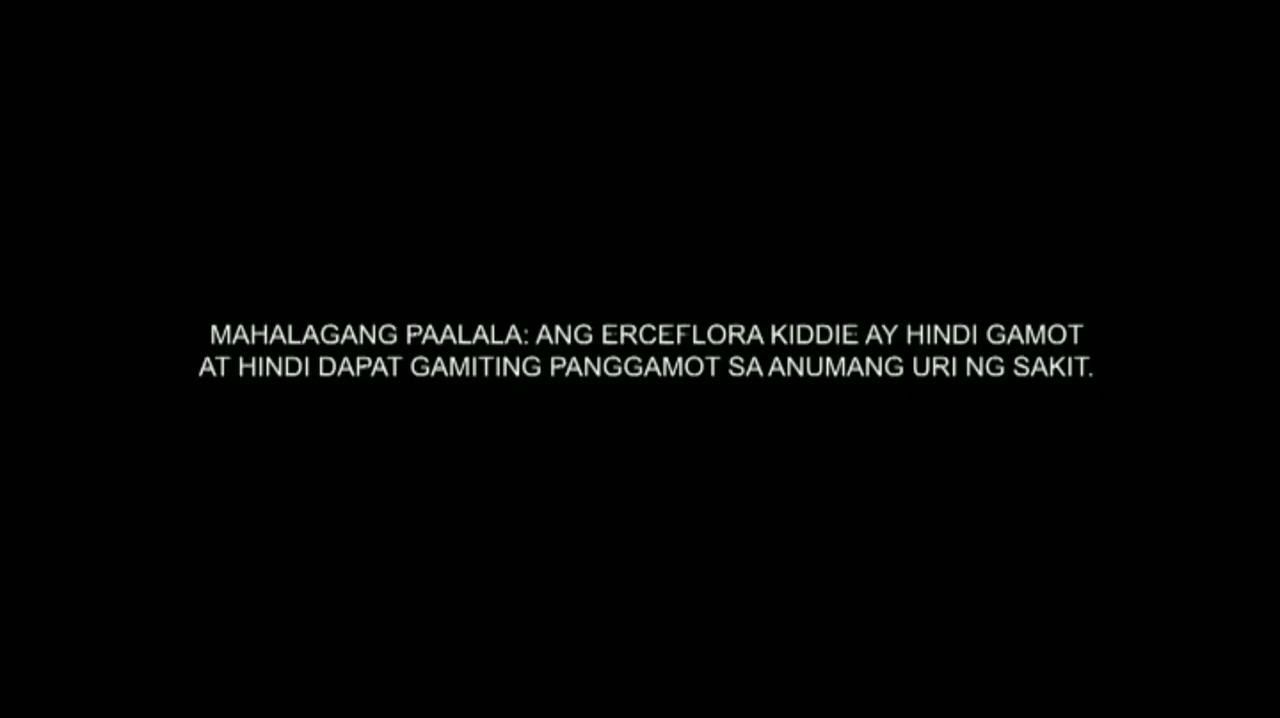 MAHALAGANG PAALALA: ANG ERCEFLORA KIDDIE AY HINDI GAMOT
AT HINDI DAPAT GAMITING PANGGAMOT SA ANUMANG URI NG SAKIT.